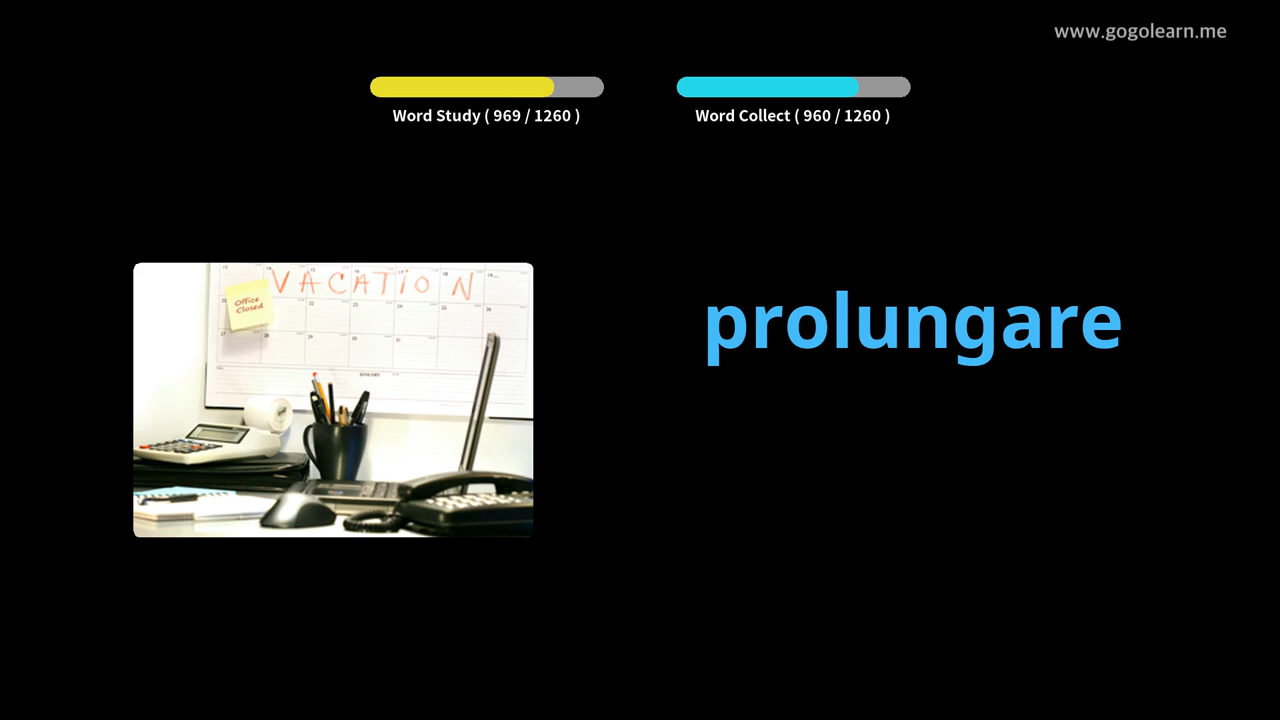 www.gogolearn.me
Word Study ( 969 / 1260 )
Word Collect ( 960 / 1260 )
VACATION
Office
Closed
prolungare